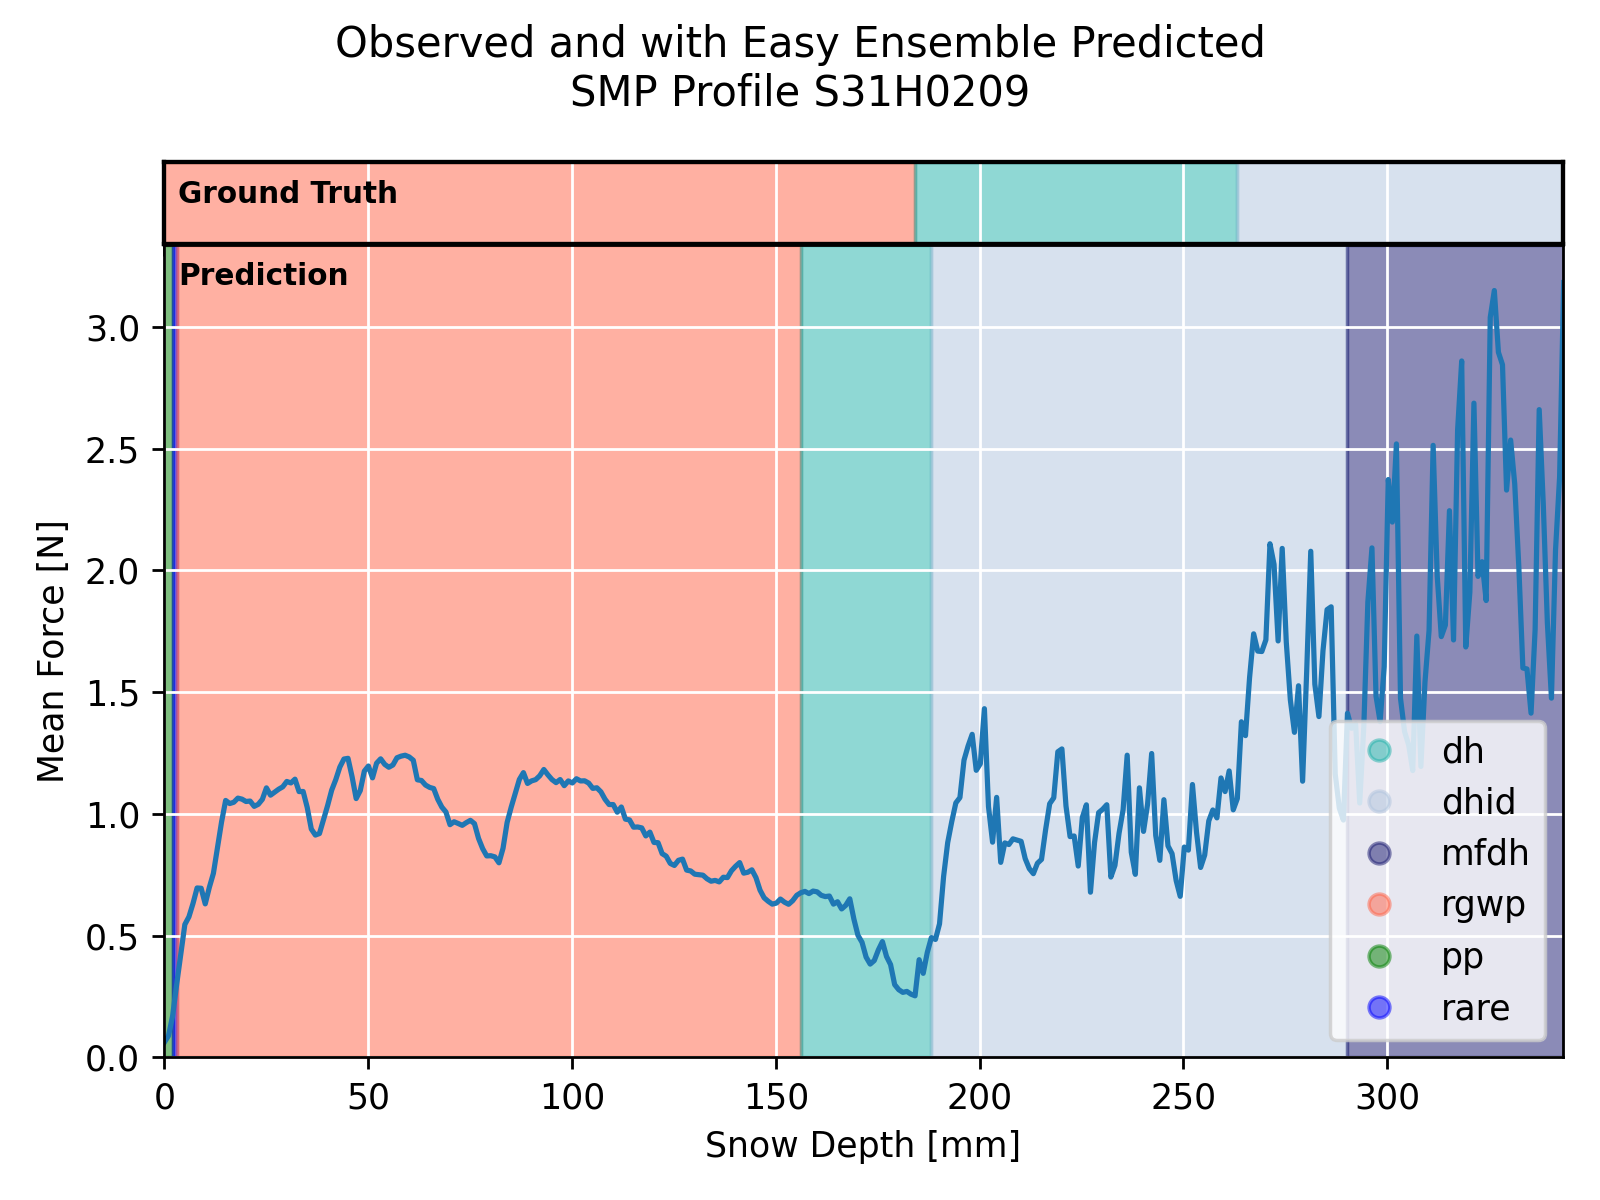 Observed and with Easy Ensemble Predicted
SMP Profile S31H0209
Ground Truth
Prediction
3.0
2.5
2.0
1.5
1.0
0.5
0.0
Mean Force [N]
dh
dhid
mfdh
rgwp
pp
rare
0 50 100 150 200 250 300
Snow Depth [mm]